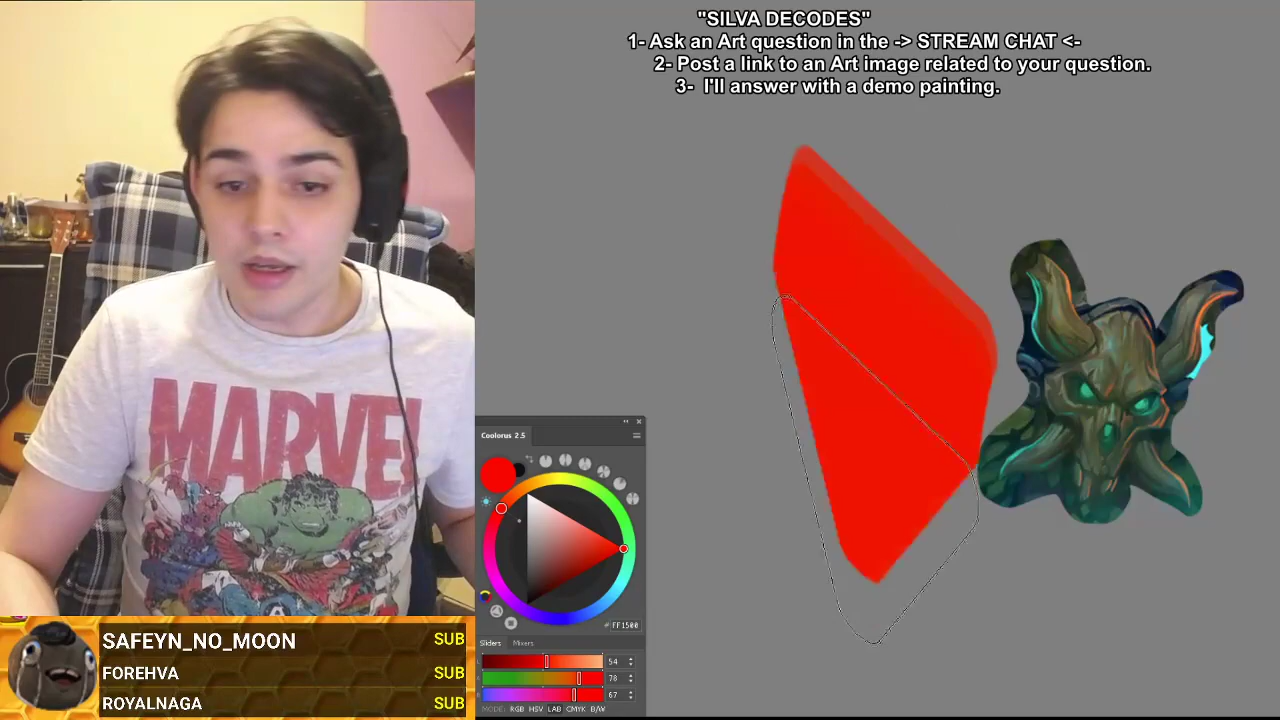 "SILVA DECODES"
1- Ask an Art question in the -> STREAM CHAT <-
2- Post a link to an Art image related to your question.
3- I'll answer with a demo painting.
MARVEL
Coolorus 2.5
# FF1500
Sliders Mixers
54
78
67
MODE: RGB HSV LAB CMYK B/W
SAFEYN_NO_MOON SUB
FOREHVA SUB
ROYALNAGA SUB